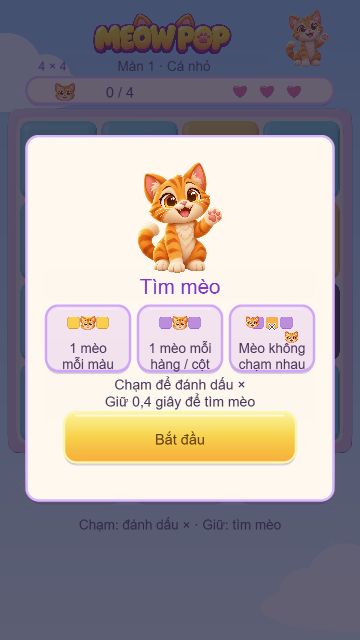 MEOW POP
4 × 4
Màn 1 · Cá nhỏ
0 / 4
Tìm mèo
1 mèo
mỗi màu
1 mèo mỗi
hàng / cột
Mèo không
chạm nhau
Chạm để đánh dấu ×
Giữ 0,4 giây để tìm mèo
Bắt đầu
Chạm: đánh dấu × · Giữ: tìm mèo